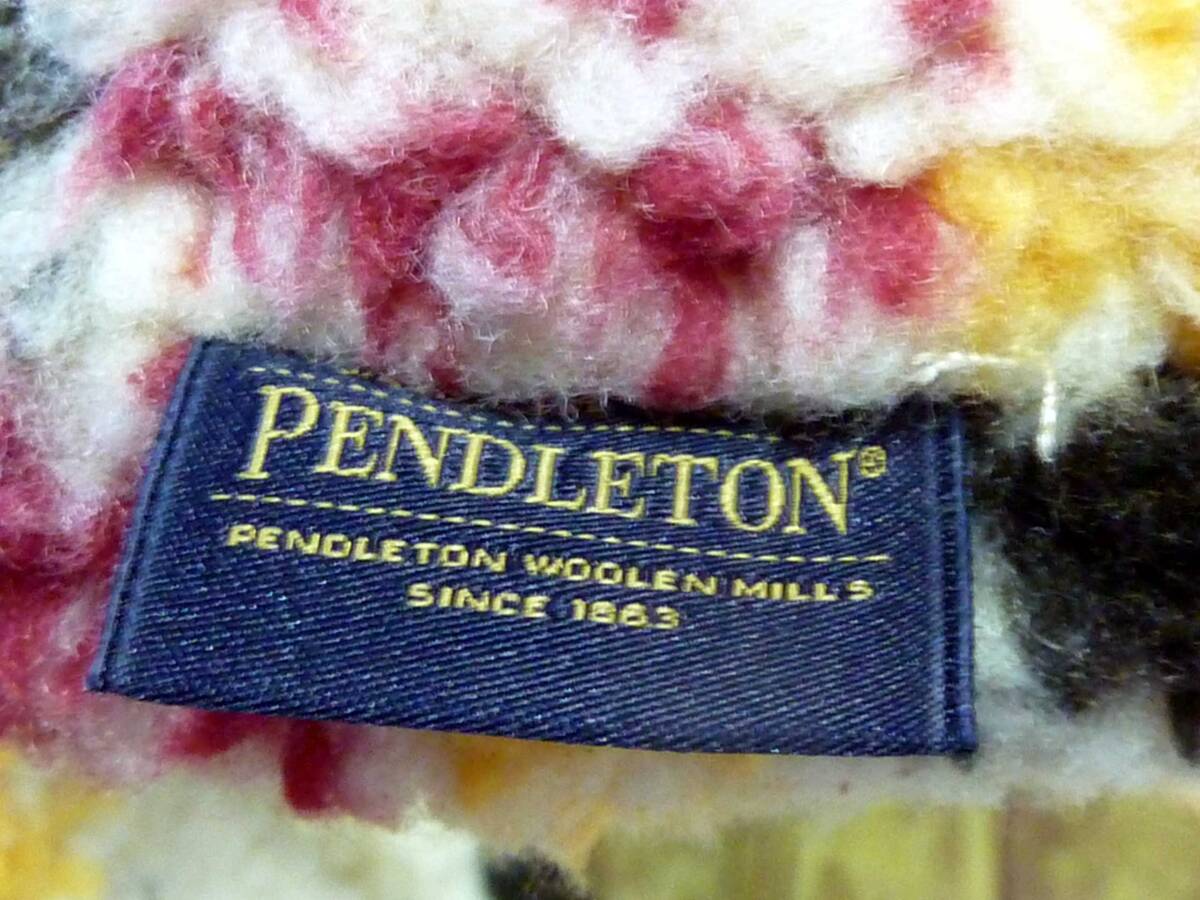 PENDLETON®
PENDLETON WOOLEN MILLS
SINCE 1863